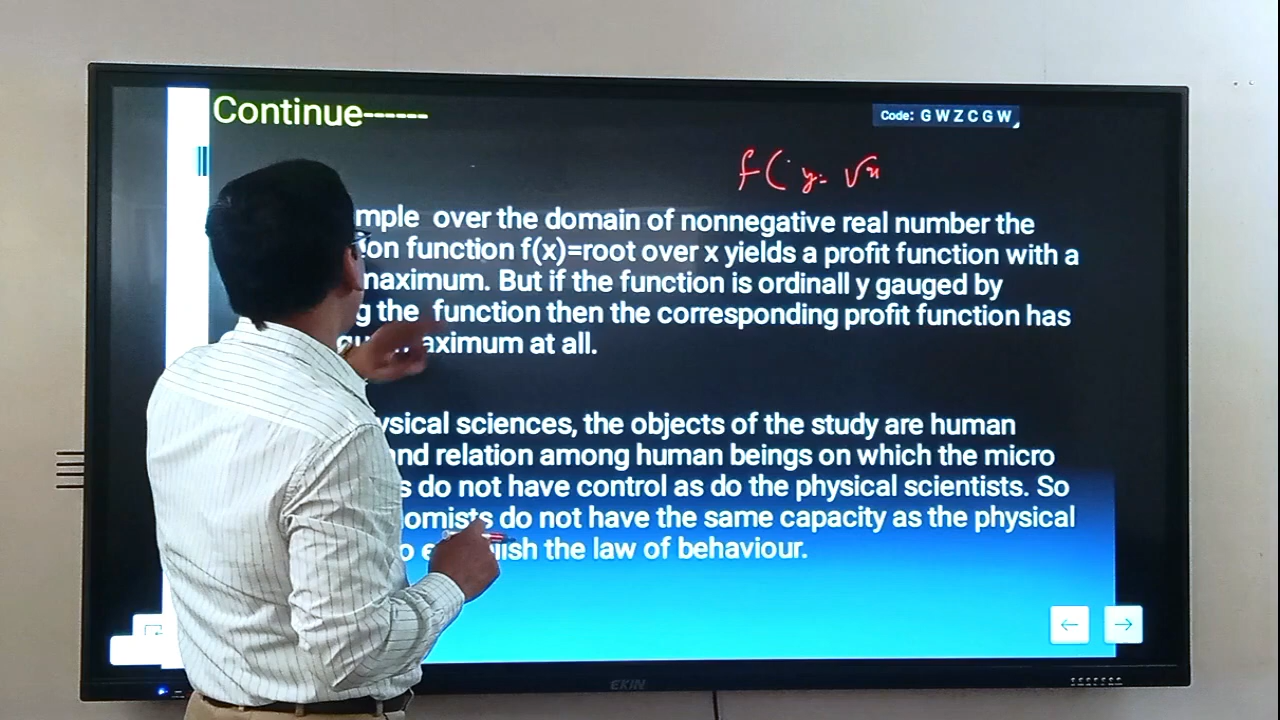 Continue------
Code: G W Z C G W
f( y= √x
mple over the domain of nonnegative real number the
on function f(x)=root over x yields a profit function with a
maximum. But if the function is ordinall y gauged by
g the function then the corresponding profit function has
aximum at all.
ysical sciences, the objects of the study are human
and relation among human beings on which the micro
s do not have control as do the physical scientists. So
omists do not have the same capacity as the physical
o e ish the law of behaviour.
EKIN